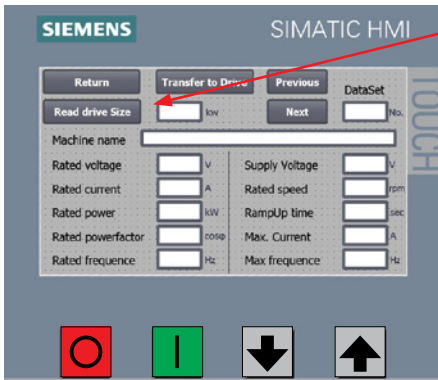 SIEMENS SIMATIC HMI
TOUCH
Return Transfer to Drive Previous DataSet
Read drive Size kw Next No.
Machine name
Rated voltage V Supply Voltage V
Rated current A Rated speed rpm
Rated power kW RampUp time sec
Rated powerfactor cosφ Max. Current A
Rated frequence Hz Max frequence Hz